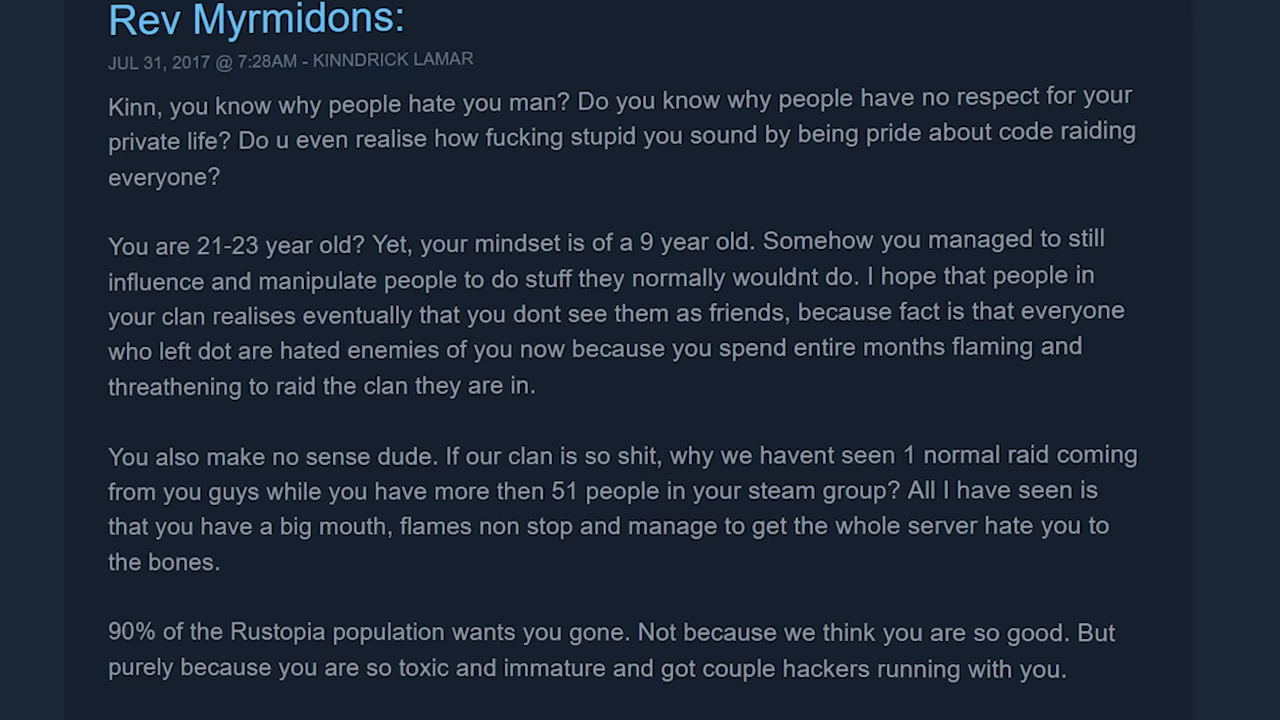 Rev Myrmidons:
JUL 31, 2017 @ 7:28AM - KINNDRICK LAMAR
Kinn, you know why people hate you man? Do you know why people have no respect for your
private life? Do u even realise how fucking stupid you sound by being pride about code raiding
everyone?
You are 21-23 year old? Yet, your mindset is of a 9 year old. Somehow you managed to still
influence and manipulate people to do stuff they normally wouldnt do. I hope that people in
your clan realises eventually that you dont see them as friends, because fact is that everyone
who left dot are hated enemies of you now because you spend entire months flaming and
threathening to raid the clan they are in.
You also make no sense dude. If our clan is so shit, why we havent seen 1 normal raid coming
from you guys while you have more then 51 people in your steam group? All I have seen is
that you have a big mouth, flames non stop and manage to get the whole server hate you to
the bones.
90% of the Rustopia population wants you gone. Not because we think you are so good. But
purely because you are so toxic and immature and got couple hackers running with you.